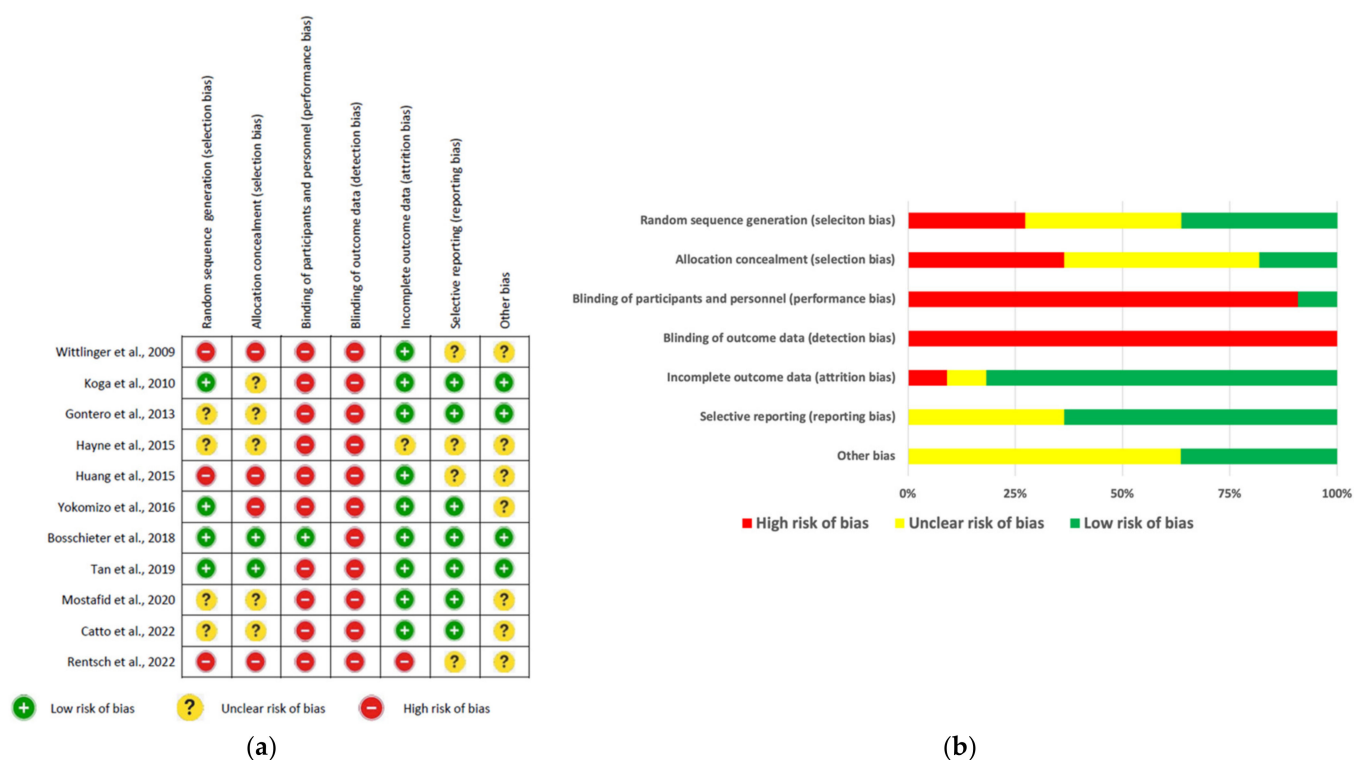 Random sequence generation (selection bias)
Allocation concealment (selection bias)
Binding of participants and personnel (performance bias)
Blinding of outcome data (detection bias)
Incomplete outcome data (attrition bias)
Selective reporting (reporting bias)
Other bias
Wittlinger et al., 2009
Koga et al., 2010
Gontero et al., 2013
Hayne et al., 2015
Huang et al., 2015
Yokomizo et al., 2016
Bosschieter et al., 2018
Tan et al., 2019
Mostafid et al., 2020
Catto et al., 2022
Rentsch et al., 2022
Low risk of bias
Unclear risk of bias
High risk of bias
(a)
Random sequence generation (seleciton bias)
Allocation concealment (selection bias)
Blinding of participants and personnel (performance bias)
Blinding of outcome data (detection bias)
Incomplete outcome data (attrition bias)
Selective reporting (reporting bias)
Other bias
0% 25% 50% 75% 100%
High risk of bias Unclear risk of bias Low risk of bias
(b)